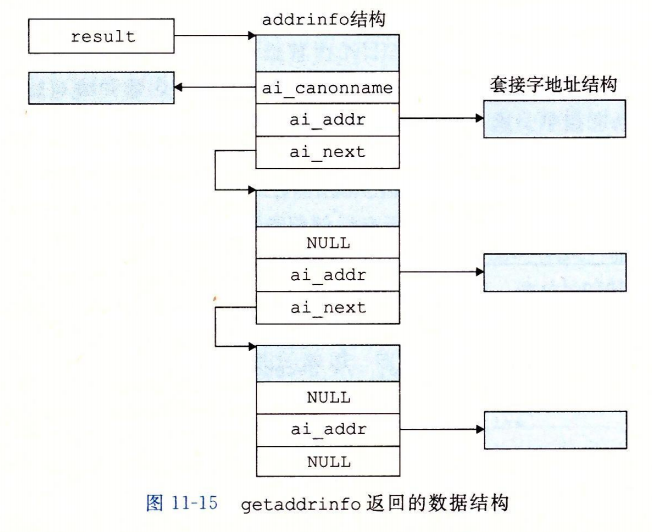 addrinfo结构
result
ai_canonname
套接字地址结构
ai_addr
ai_next
NULL
ai_addr
ai_next
NULL
ai_addr
NULL
图 11-15 getaddrinfo 返回的数据结构